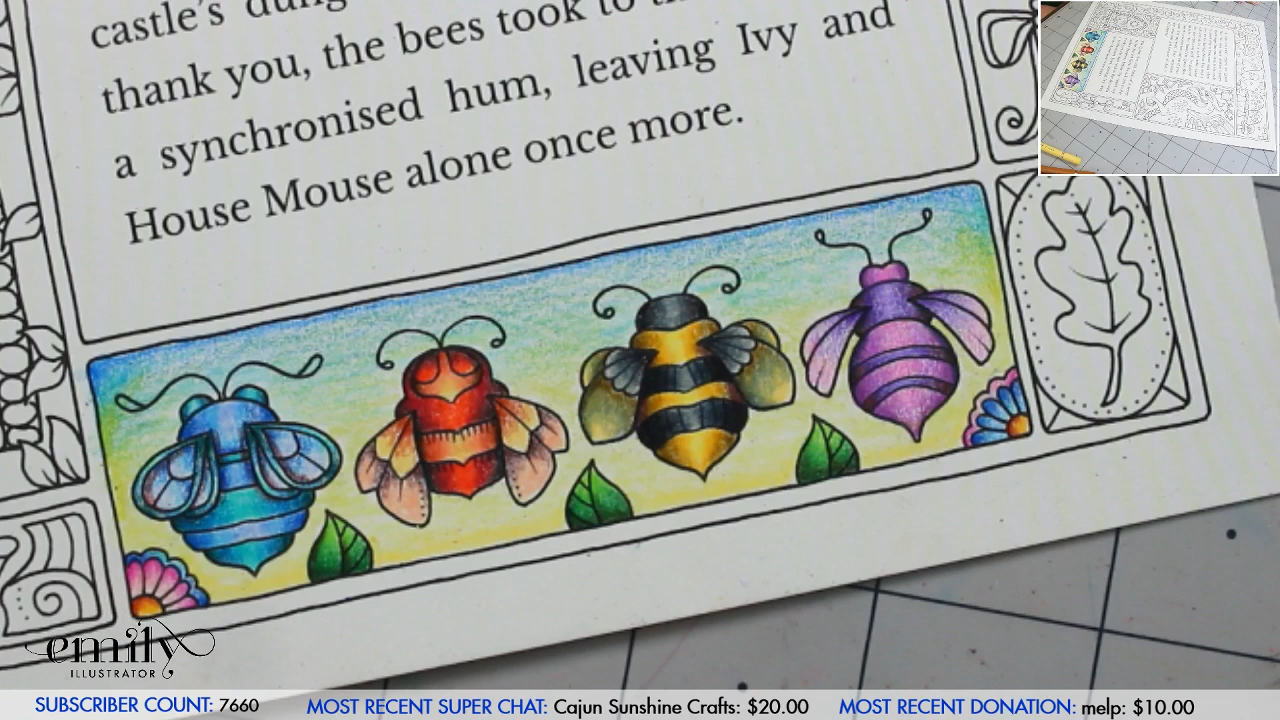 castle's
thank you, the bees took to
a synchronised hum, leaving Ivy and
House Mouse alone once more.
emily
ILLUSTRATOR
SUBSCRIBER COUNT: 7660 MOST RECENT SUPER CHAT: Cajun Sunshine Crafts: $20.00 MOST RECENT DONATION: melp: $10.00